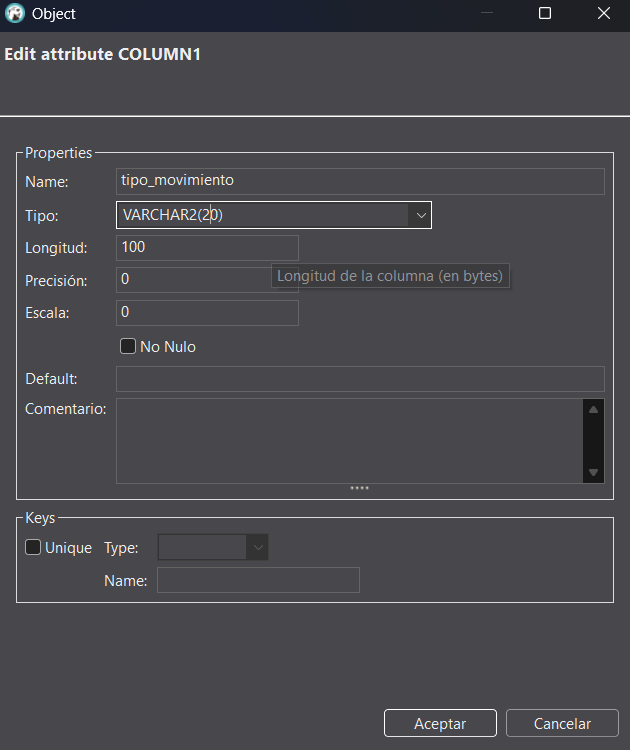 Object
Edit attribute COLUMN1
Properties
Name: tipo_movimiento
Tipo: VARCHAR2(20)
Longitud: 100
Longitud de la columna (en bytes)
Precisión: 0
Escala: 0
No Nulo
Default:
Comentario:
Keys
Unique Type:
Name:
Aceptar Cancelar